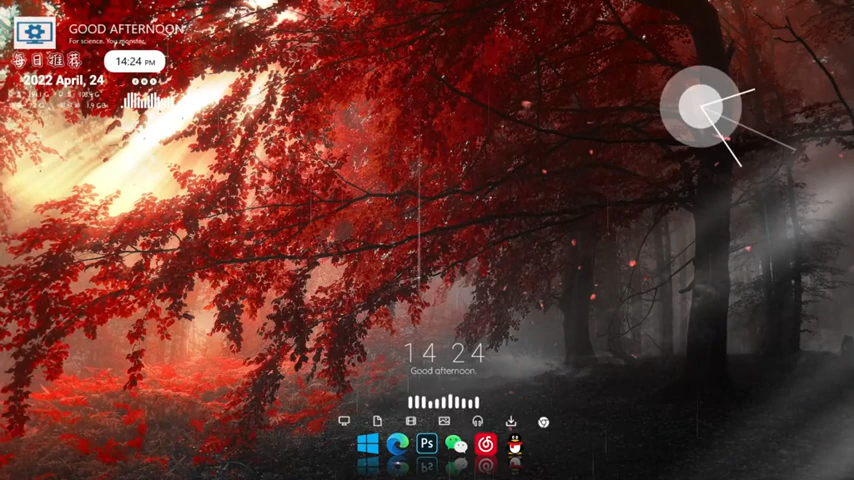 GOOD AFTERNOON
For science. You monster.
每日推荐
14:24 PM
2022 April, 24
14 24
Good afternoon.
Ps